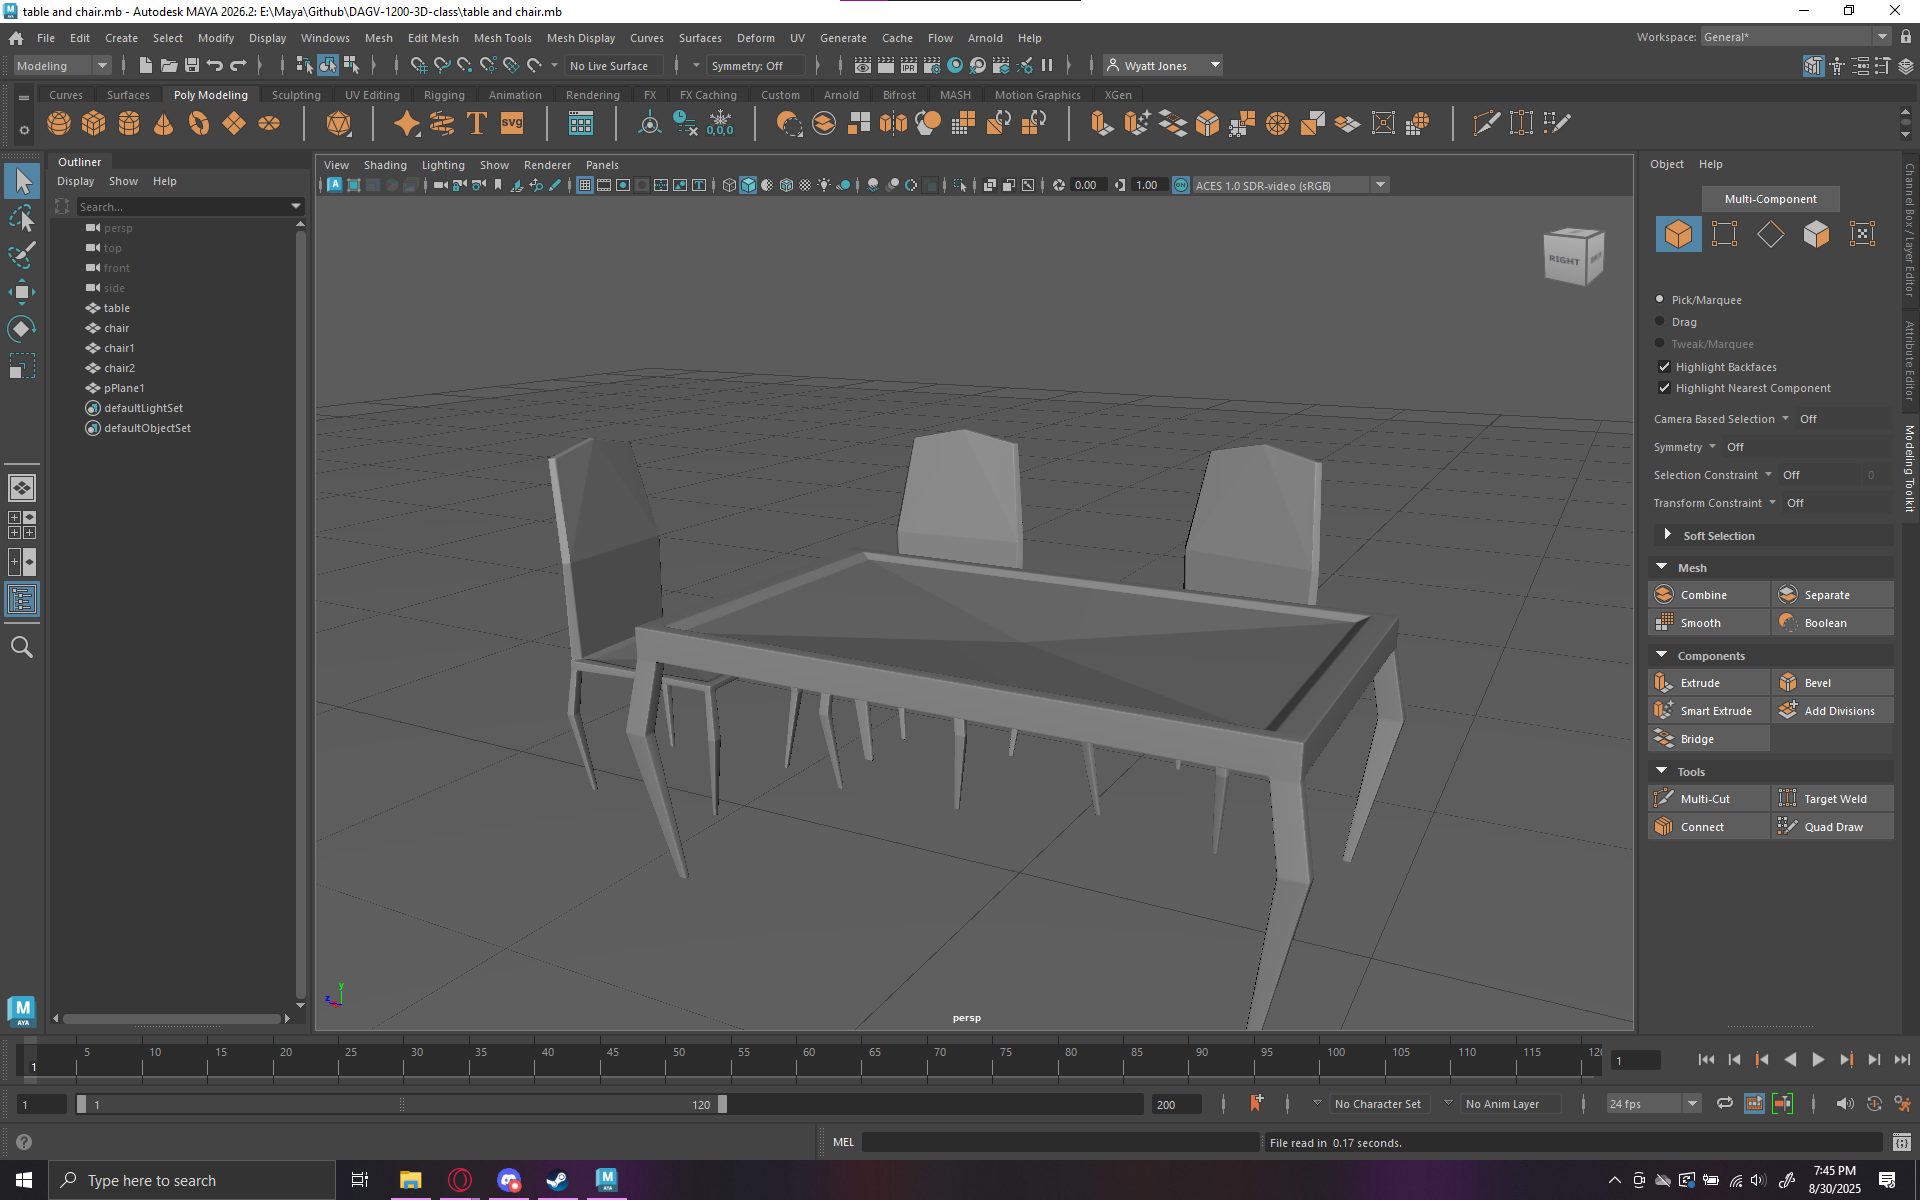 table and chair.mb - Autodesk MAYA 2026.2: E:\Maya\Github\DAGV-1200-3D-class\table and chair.mb
File Edit Create Select Modify Display Windows Mesh Edit Mesh Mesh Tools Mesh Display Curves Surfaces Deform UV Generate Cache Flow Arnold Help
Workspace: General*
Modeling
No Live Surface
Symmetry: Off
Wyatt Jones
Curves Surfaces Poly Modeling Sculpting UV Editing Rigging Animation Rendering FX FX Caching Custom Arnold Bifrost MASH Motion Graphics XGen
T SVG
0,0,0
Outliner
Display Show Help
Search...
persp
top
front
side
table
chair
chair1
chair2
pPlane1
defaultLightSet
defaultObjectSet
View Shading Lighting Show Renderer Panels
0.00 1.00 ACES 1.0 SDR-video (sRGB)
RIGHT
y
z
persp
Object Help
Multi-Component
Pick/Marquee
Drag
Tweak/Marquee
Highlight Backfaces
Highlight Nearest Component
Camera Based Selection Off
Symmetry Off
Selection Constraint Off 0
Transform Constraint Off
Soft Selection
Mesh
Combine Separate
Smooth Boolean
Components
Extrude Bevel
Smart Extrude Add Divisions
Bridge
Tools
Multi-Cut Target Weld
Connect Quad Draw
Channel Box / Layer Editor
Attribute Editor
Modeling Toolkit
M
AYA
5 10 15 20 25 30 35 40 45 50 55 60 65 70 75 80 85 90 95 100 105 110 115 120
1
1
1 1 120 200
No Character Set
No Anim Layer
24 fps
MEL
File read in 0.17 seconds.
Type here to search
7:45 PM
8/30/2025